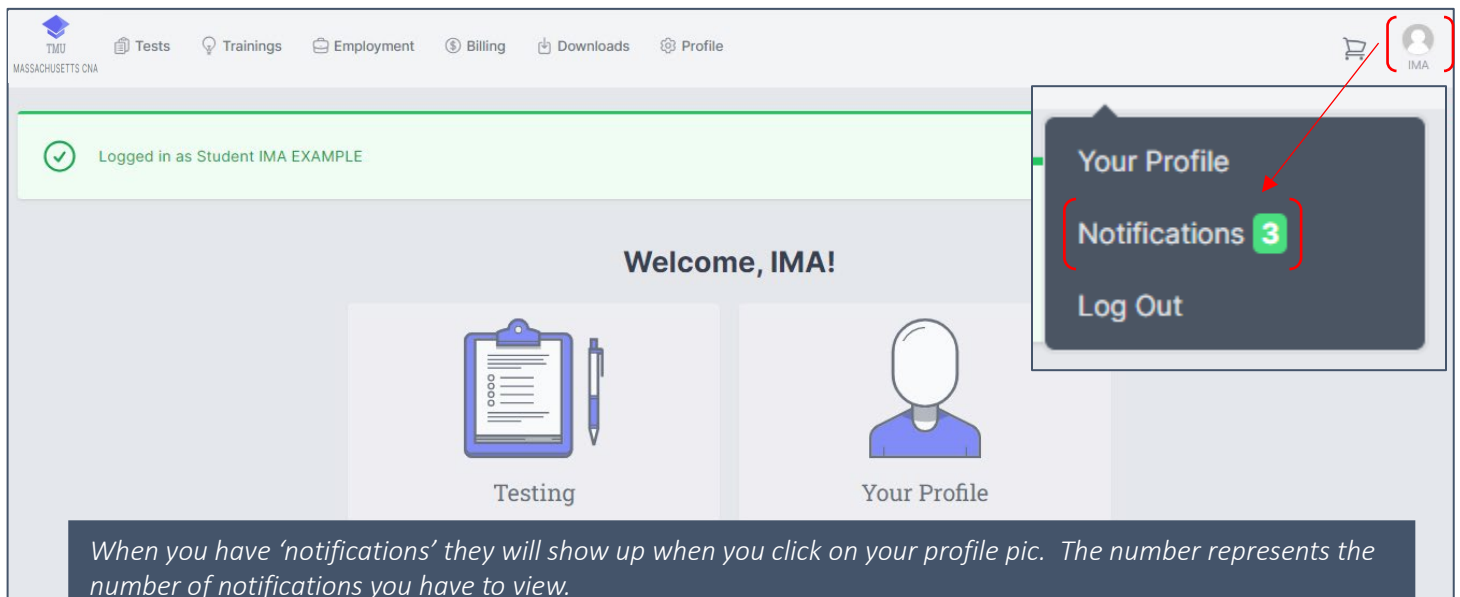 TMU
MASSACHUSETTS CNA
Tests
Trainings
Employment
Billing
Downloads
Profile
IMA
Logged in as Student IMA EXAMPLE
Your Profile
Notifications 3
Log Out
Welcome, IMA!
Testing
Your Profile
When you have ‘notifications’ they will show up when you click on your profile pic. The number represents the
number of notifications you have to view.